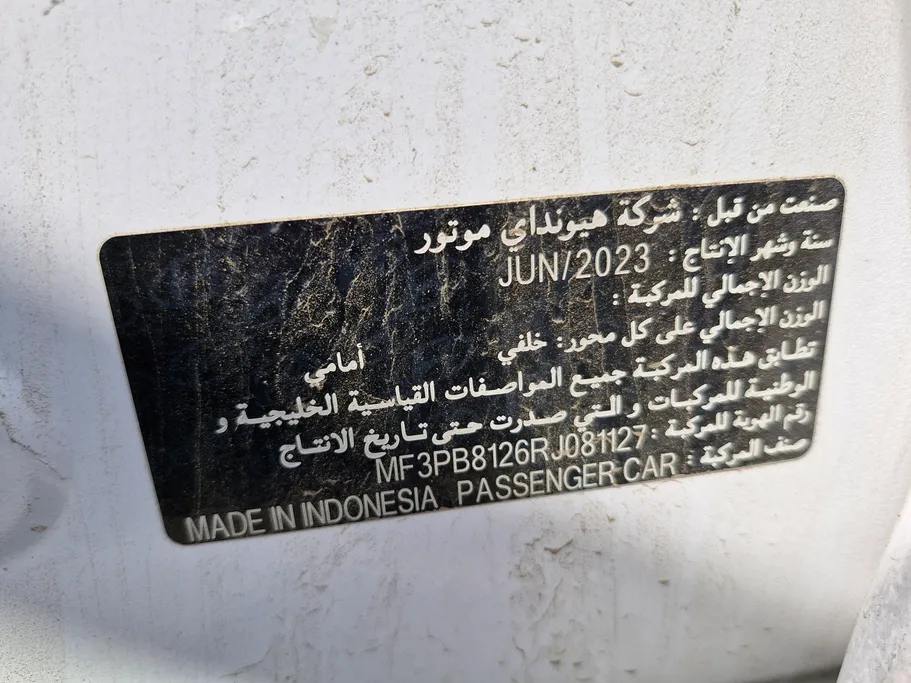 صنعت من قبل : شركة هيونداي موتور
سنة وشهر الإنتاج : JUN/2023
الوزن الإجمالي للمركبة :
الوزن الإجمالي على كل محور : خلفي أمامي
تطابق هذه المركبة جميع المواصفات القياسية الخليجية و
الوطنية للمركبات و التي صدرت حتى تاريخ الانتاج
رقم الهوية للمركبة : MF3PB8126RJ081127
صنف المركبة : PASSENGER CAR MADE IN INDONESIA